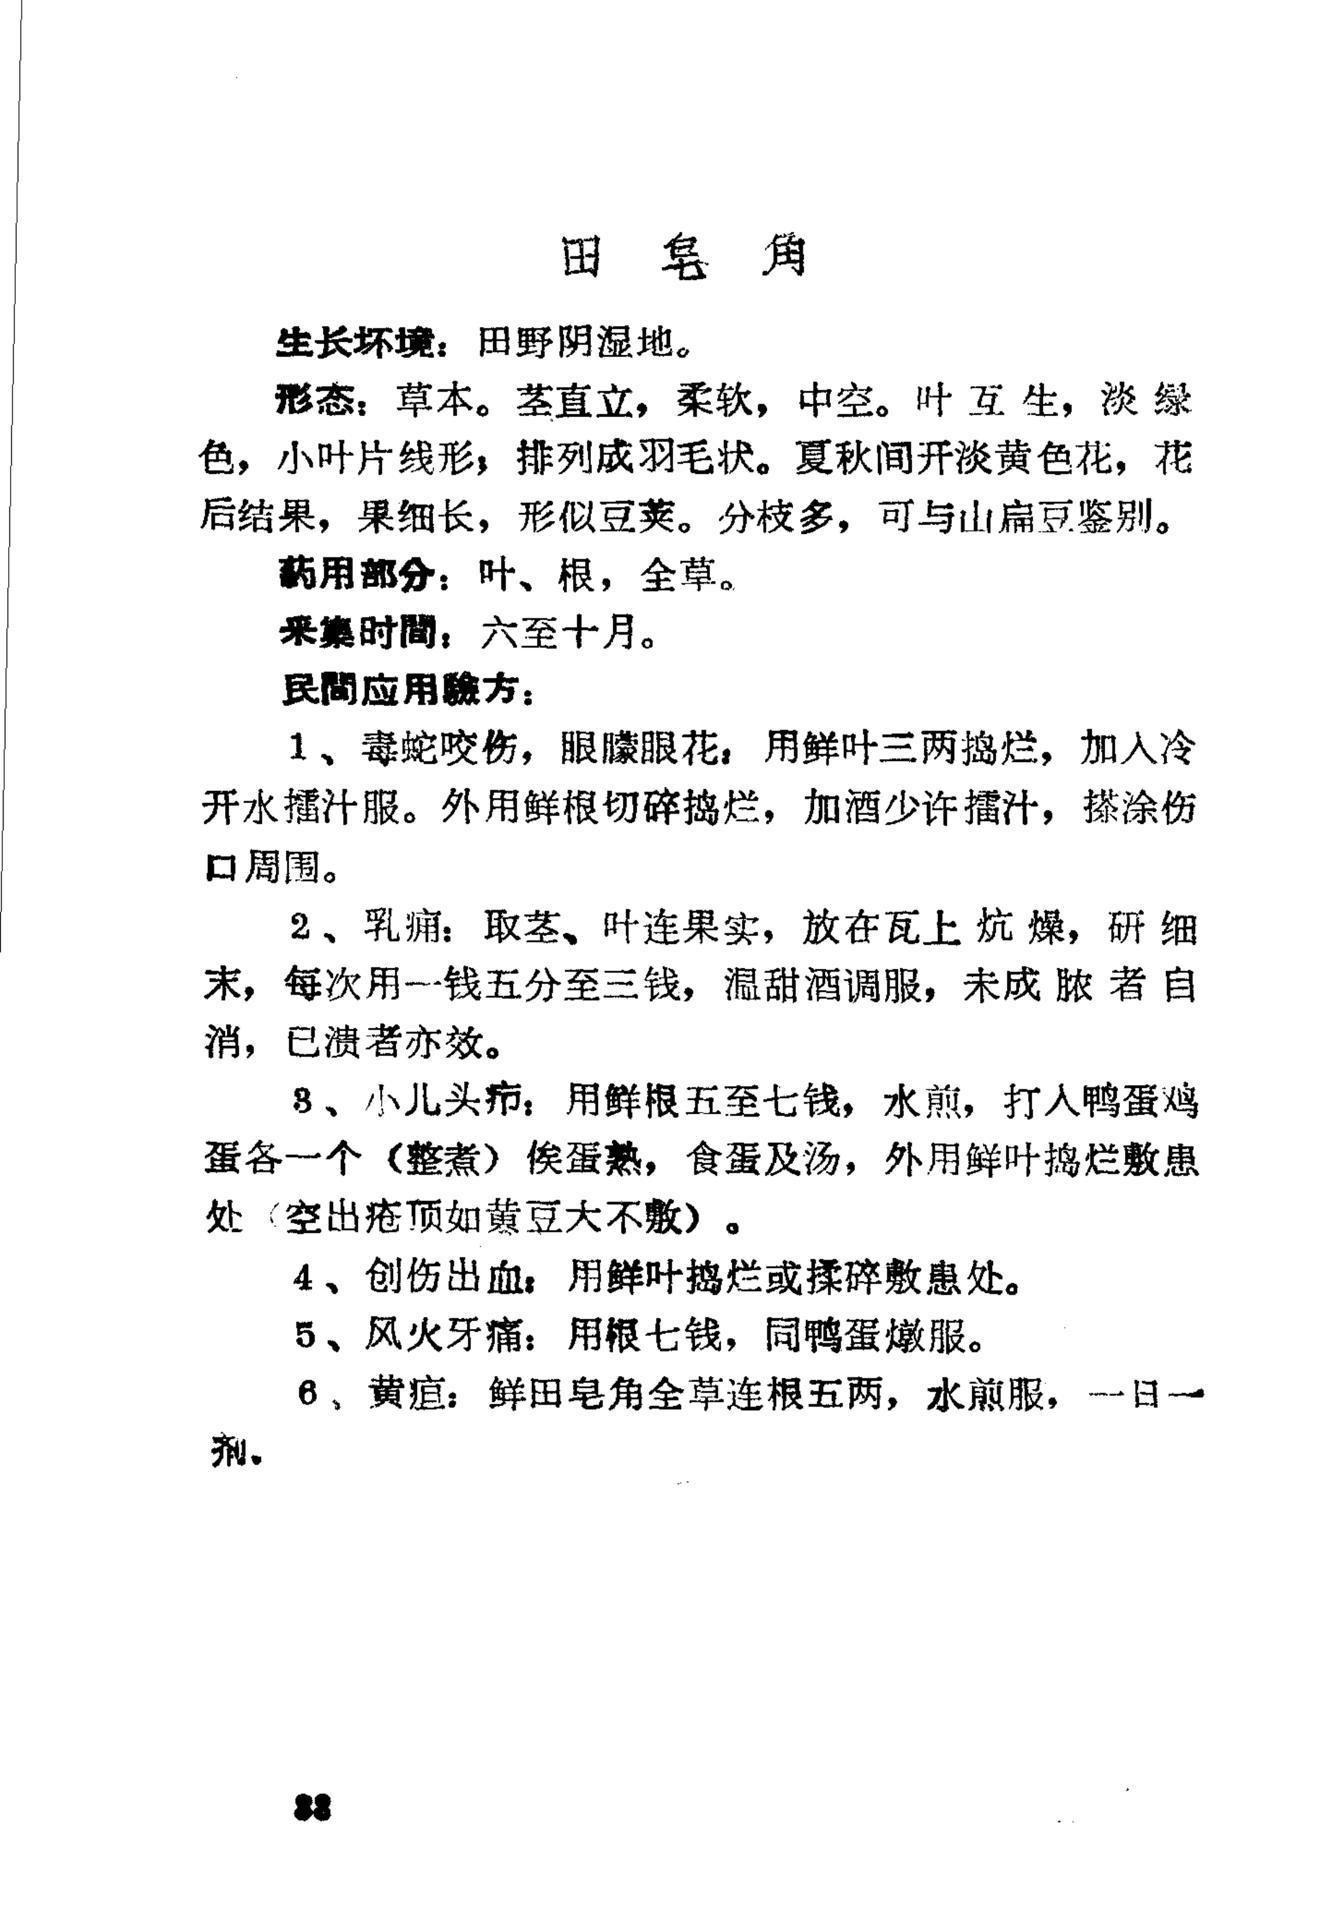 田皂角
生长坏境：田野阴湿地。
形态：草本。茎直立，柔软，中空。叶互生，淡绿
色，小叶片线形；排列成羽毛状。夏秋间开淡黄色花，花
后结果，果细长，形似豆荚。分枝多，可与山扁豆鉴别。
药用部分：叶、根，全草。
采集时間：六至十月。
民間应用驗方：
1、毒蛇咬伤，眼矇眼花：用鲜叶三两捣烂，加入冷
开水擂汁服。外用鲜根切碎捣烂，加酒少许擂汁，搽涂伤
口周围。
2、乳痈：取茎、叶连果实，放在瓦上炕燥，研细
末，每次用一钱五分至三钱，温甜酒调服，未成脓者自
消，已溃者亦效。
3、小儿头疖：用鲜根五至七钱，水煎，打入鸭蛋鸡
蛋各一个（整煮）俟蛋熟，食蛋及汤，外用鲜叶捣烂敷患
处（空出疮顶如黄豆大不敷）。
4、创伤出血：用鲜叶捣烂或揉碎敷患处。
5、风火牙痛：用根七钱，同鸭蛋燉服。
6、黄疸：鲜田皂角全草连根五两，水煎服，一日一
剂。